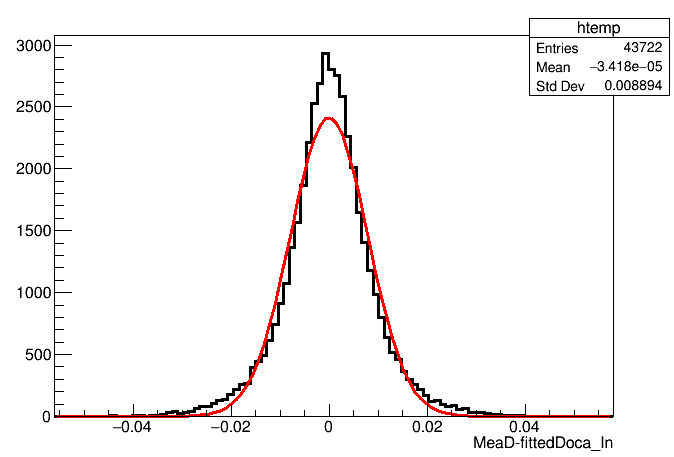 htemp
Entries 43722
Mean −3.418e−05
Std Dev 0.008894
3000
2500
2000
1500
1000
500
0
−0.04 −0.02 0 0.02 0.04
MeaD-fittedDoca_In